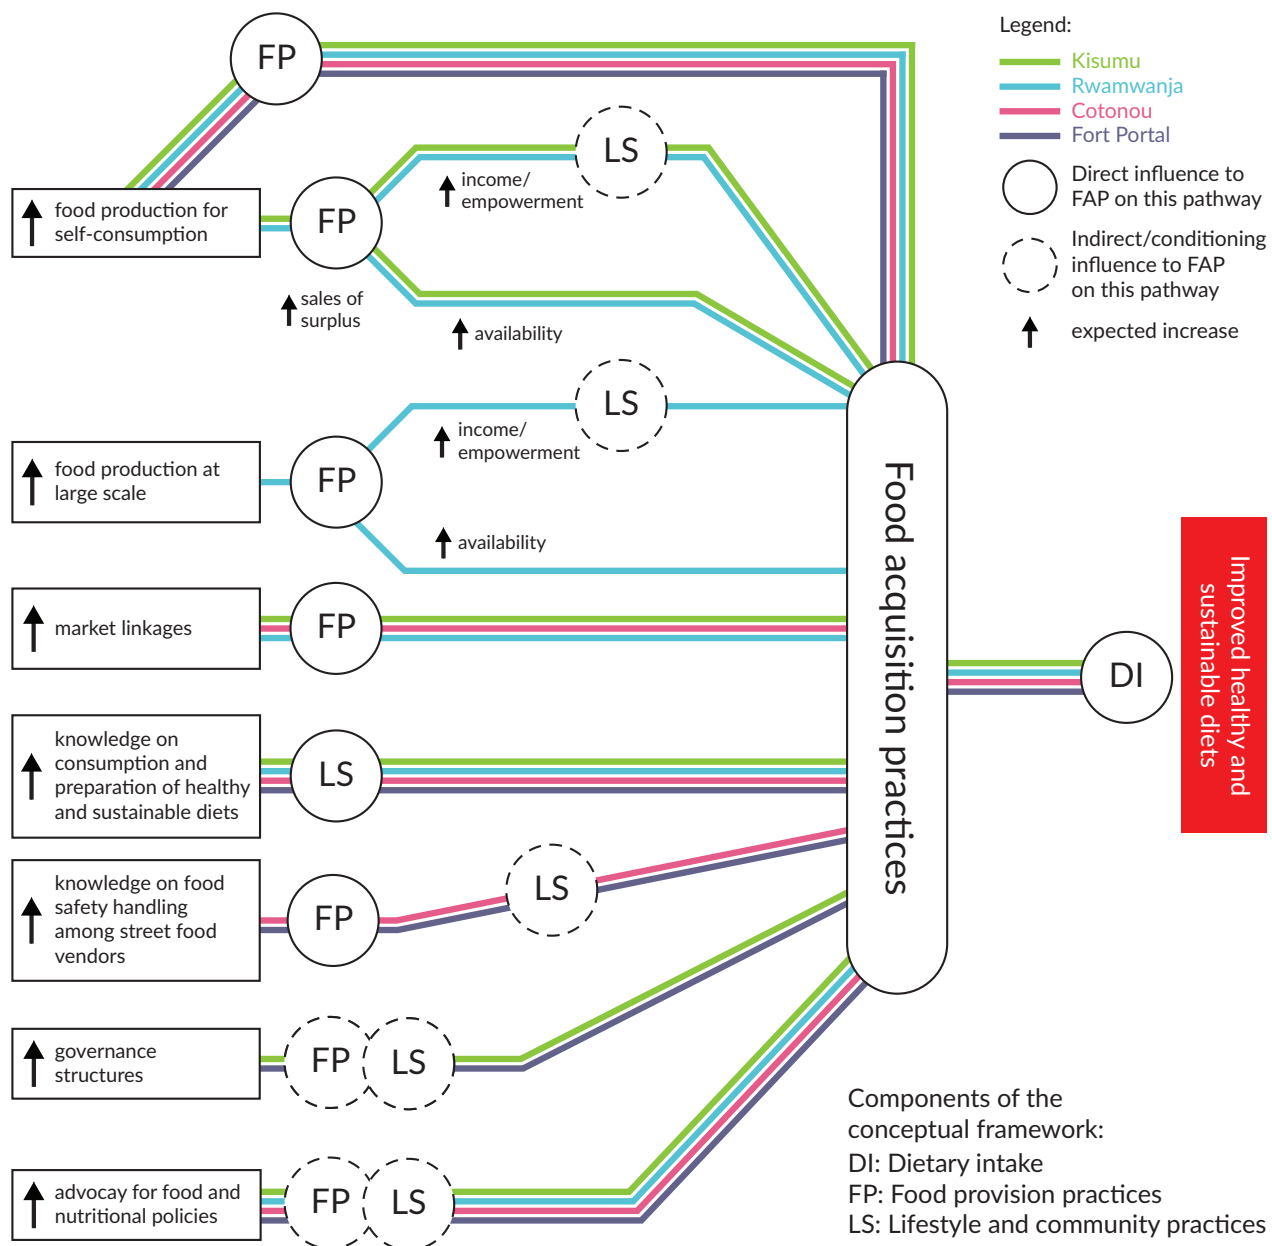 FP
Legend:
Kisumu
Rwamwanja
Cotonou
Fort Portal
Direct influence to
FAP on this pathway
Indirect/conditioning
influence to FAP
on this pathway
expected increase
food production for
self-consumption
FP
LS
income/
empowerment
sales of
surplus
availability
food production at
large scale
FP
LS
income/
empowerment
availability
market linkages
FP
knowledge on
consumption and
preparation of healthy
and sustainable diets
LS
knowledge on food
safety handling
among street food
vendors
FP
LS
governance
structures
FP
LS
advocay for food and
nutritional policies
FP
LS
Food acquisition practices
DI
Improved healthy and
sustainable diets
Components of the
conceptual framework:
DI: Dietary intake
FP: Food provision practices
LS: Lifestyle and community practices